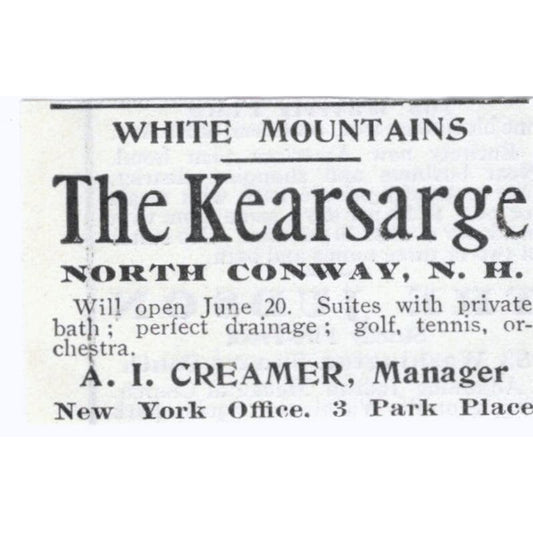 WHITE MOUNTAINS
The Kearsarge
NORTH CONWAY, N. H.
Will open June 20. Suites with private
bath; perfect drainage; golf, tennis, or-
chestra.
A. I. CREAMER, Manager
New York Office. 3 Park Place